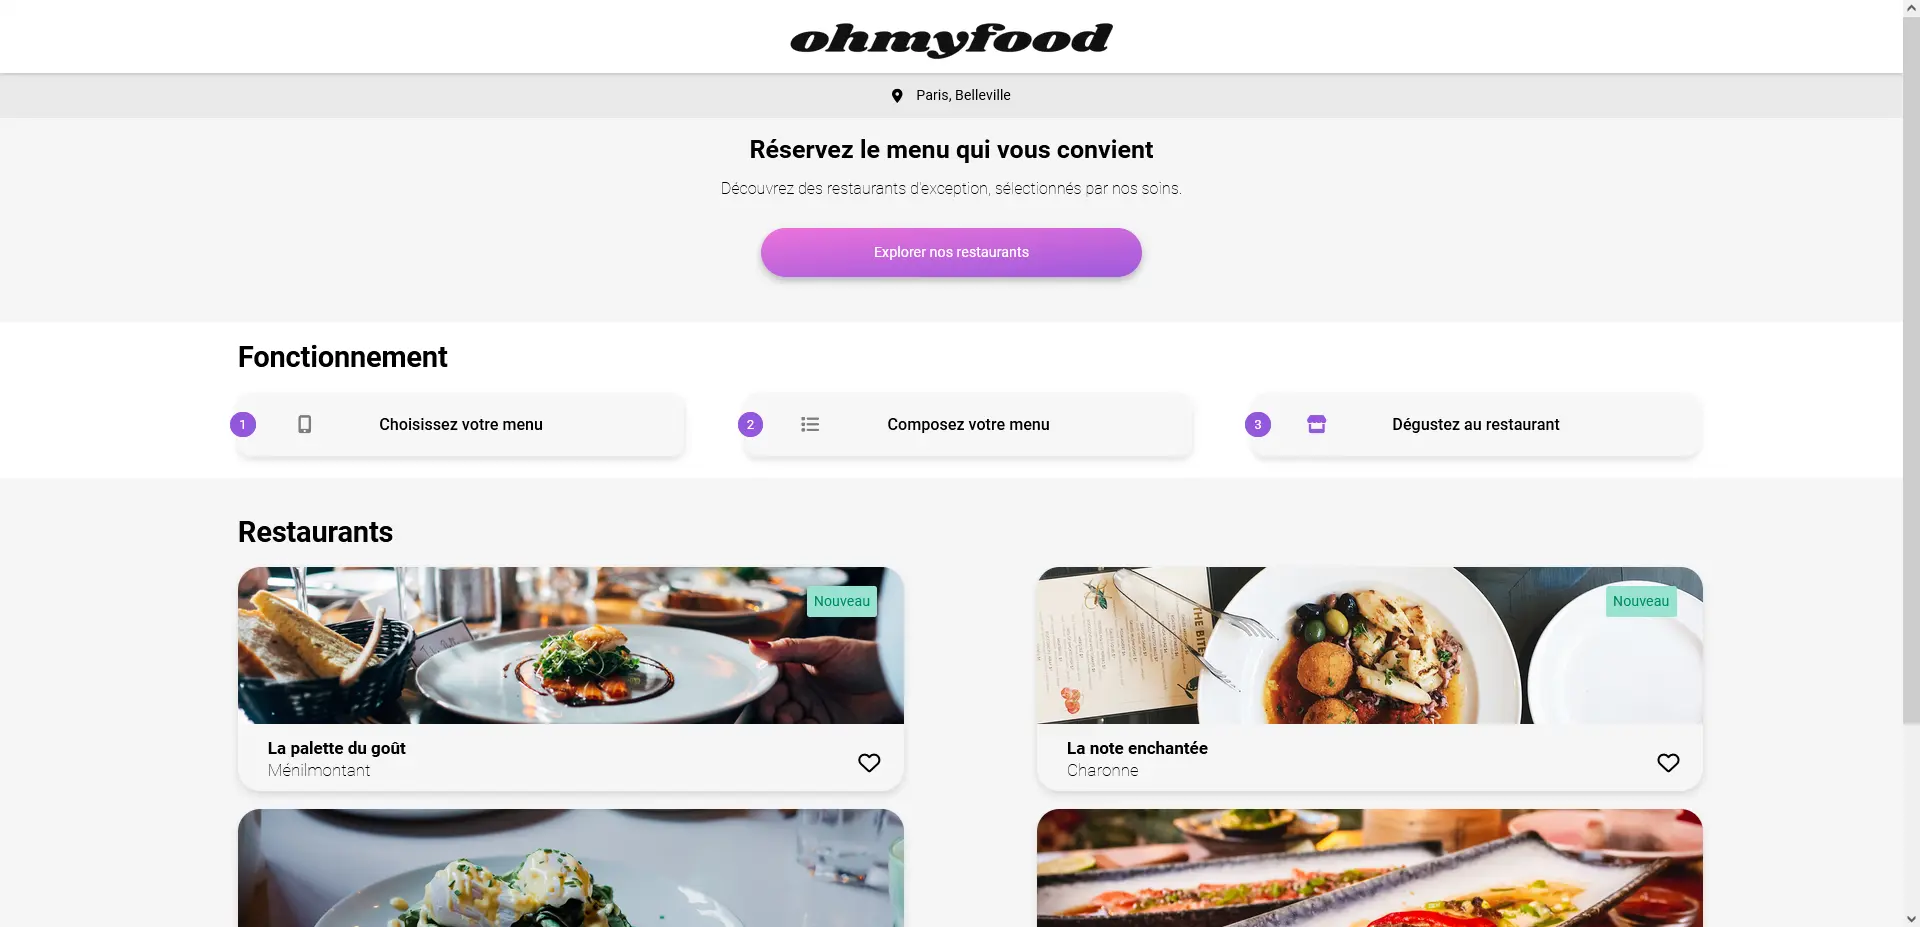 ohmyfood
Paris, Belleville
Réservez le menu qui vous convient
Découvrez des restaurants d'exception, sélectionnés par nos soins.
Explorer nos restaurants
Fonctionnement
1 Choisissez votre menu
2 Composez votre menu
3 Dégustez au restaurant
Restaurants
Nouveau
La palette du goût
Ménilmontant
Nouveau
THE BITE
La note enchantée
Charonne